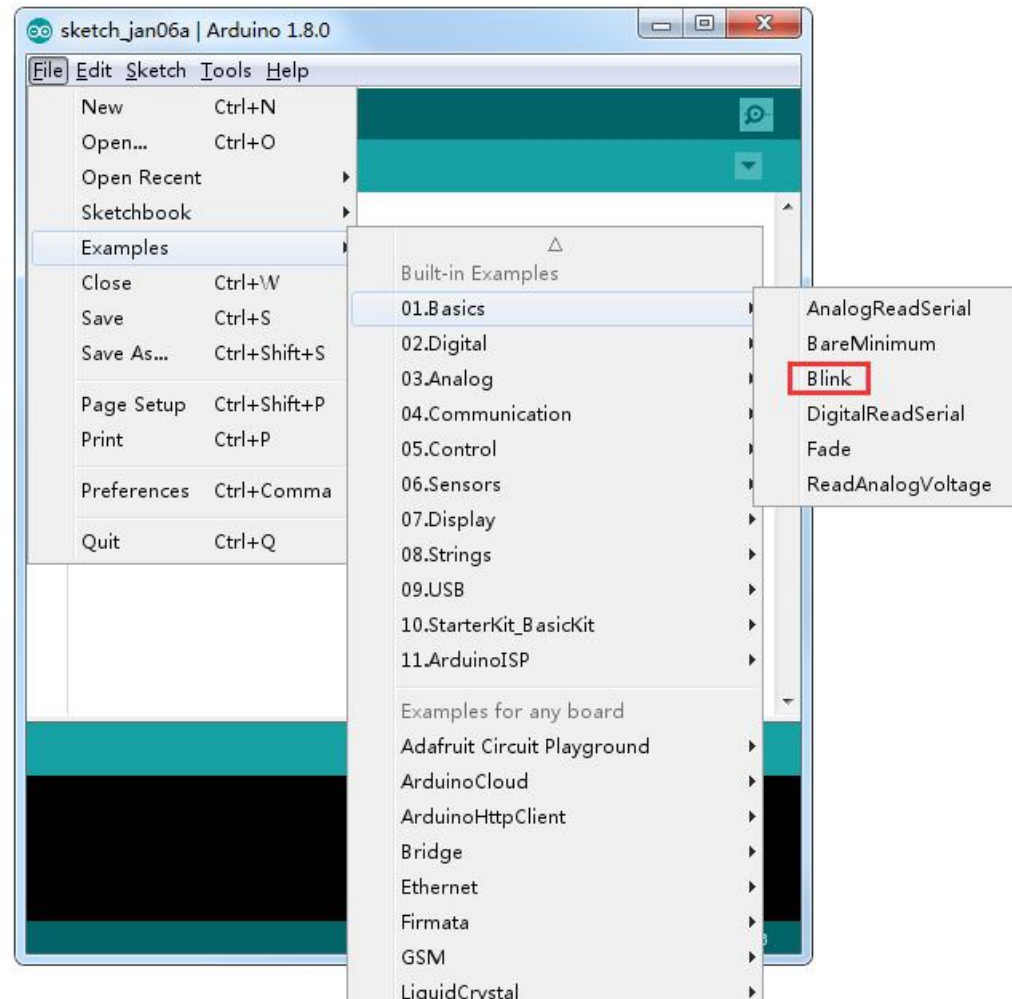 sketch_jan06a | Arduino 1.8.0
File Edit Sketch Tools Help
New Ctrl+N
Open... Ctrl+O
Open Recent
Sketchbook
Examples
Close Ctrl+W
Save Ctrl+S
Save As... Ctrl+Shift+S
Page Setup Ctrl+Shift+P
Print Ctrl+P
Preferences Ctrl+Comma
Quit Ctrl+Q
Built-in Examples
01.Basics
02.Digital
03.Analog
04.Communication
05.Control
06.Sensors
07.Display
08.Strings
09.USB
10.StarterKit_BasicKit
11.ArduinoISP
Examples for any board
Adafruit Circuit Playground
ArduinoCloud
ArduinoHttpClient
Bridge
Ethernet
Firmata
GSM
LiquidCrystal
AnalogReadSerial
BareMinimum
Blink
DigitalReadSerial
Fade
ReadAnalogVoltage